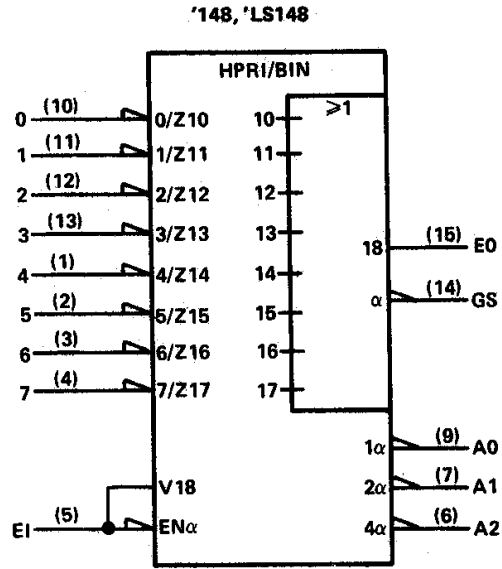 '148, 'LS148
HPRI/BIN
≥1
0 (10) 0/Z10 10
1 (11) 1/Z11 11
2 (12) 2/Z12 12
3 (13) 3/Z13 13
18 (15) E0
4 (1) 4/Z14 14
α (14) GS
5 (2) 5/Z15 15
6 (3) 6/Z16 16
7 (4) 7/Z17 17
1α (9) A0
V18
2α (7) A1
EI (5) ENα
4α (6) A2